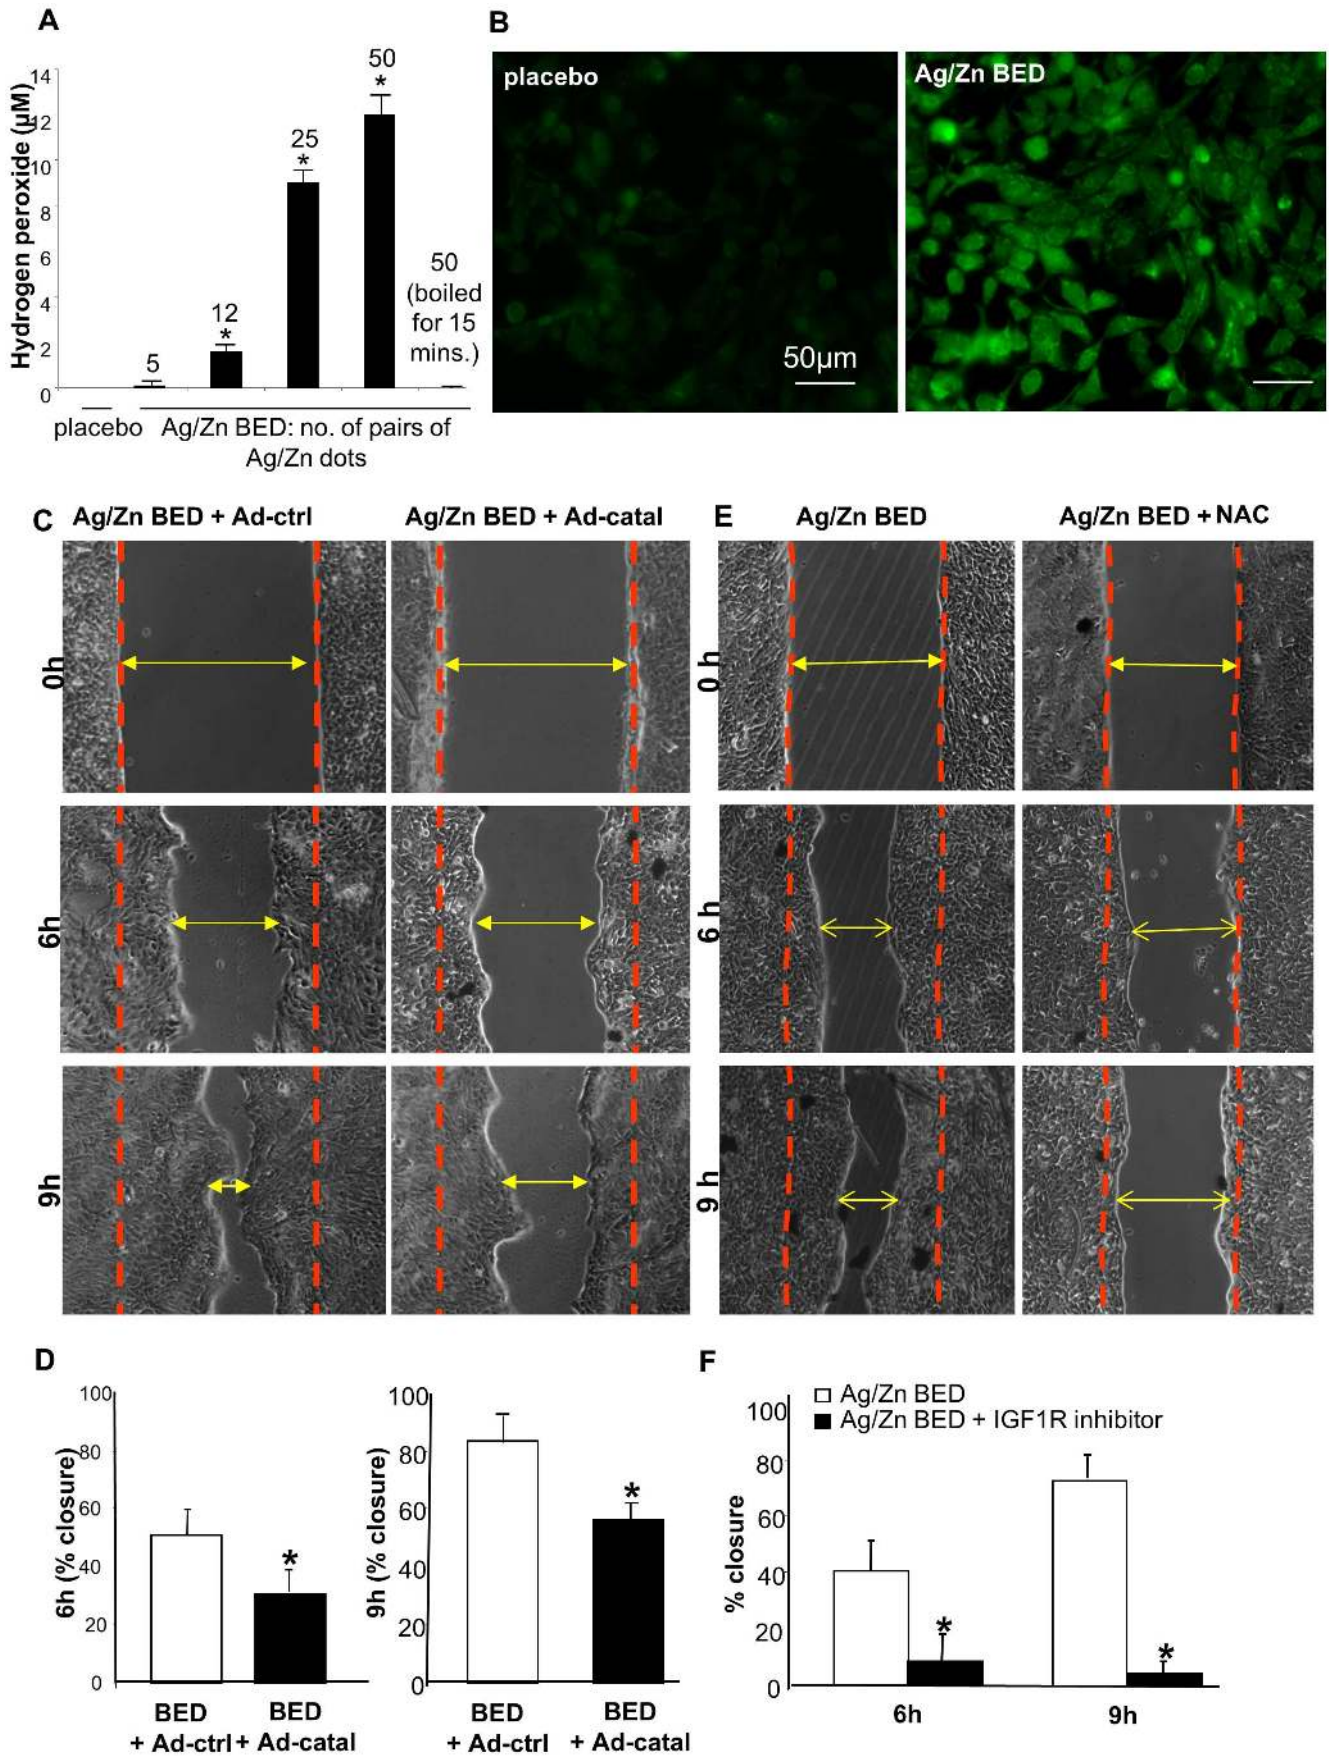 A
Hydrogen peroxide (µM)
14
12
10
8
6
4
2
0
5
12
*
25
*
50
*
50
(boiled
for 15
mins.)
placebo
Ag/Zn BED: no. of pairs of
Ag/Zn dots
B
placebo
50µm
Ag/Zn BED
C
Ag/Zn BED + Ad-ctrl
Ag/Zn BED + Ad-catal
0h
6h
9h
E
Ag/Zn BED
Ag/Zn BED + NAC
0 h
6 h
9 h
D
6h (% closure)
100
80
60
40
20
0
*
BED
+ Ad-ctrl
BED
+ Ad-catal
9h (% closure)
100
80
60
40
20
0
*
BED
+ Ad-ctrl
BED
+ Ad-catal
F
Ag/Zn BED
Ag/Zn BED + IGF1R inhibitor
% closure
100
80
60
40
20
0
*
*
6h
9h